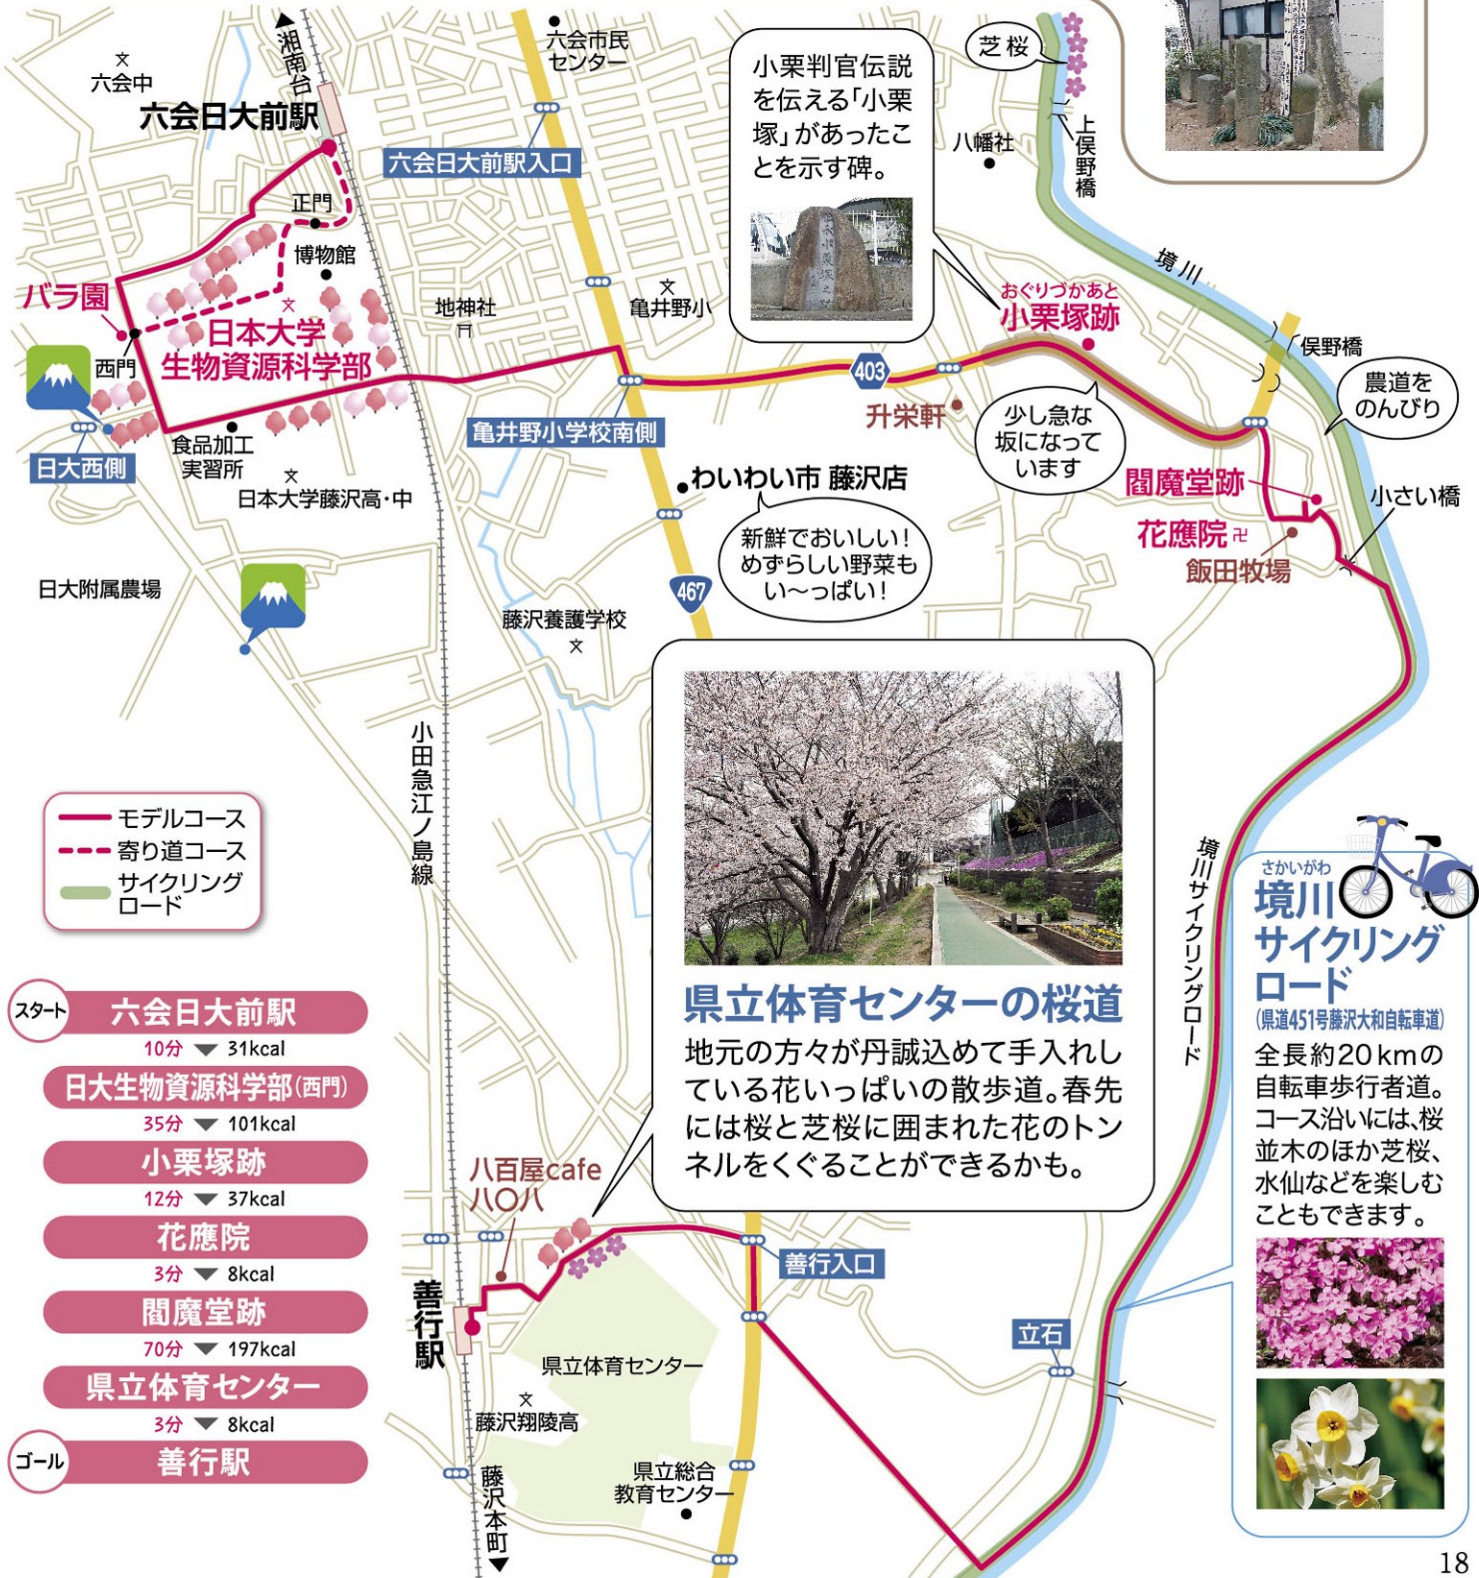 ▲湘南台
六会中
六会日大前駅
六会市民
センター
六会日大前駅入口
正門
博物館
バラ園
日本大学
生物資源科学部
西門
地神社
亀井野小
日大西側
食品加工
実習所
日本大学藤沢高・中
亀井野小学校南側
小栗判官伝説
を伝える「小栗
塚」があったこ
とを示す碑。
芝桜
八幡社
上俣野橋
境川
おぐりづかあと
小栗塚跡
俣野橋
農道を
のんびり
403
升栄軒
少し急な
坂になって
います
閻魔堂跡
小さい橋
花應院
飯田牧場
わいわい市 藤沢店
新鮮でおいしい!
めずらしい野菜も
い〜っぱい!
467
日大附属農場
藤沢養護学校
小田急江ノ島線
モデルコース
寄り道コース
サイクリング
ロード
スタート
六会日大前駅
10分 ▼ 31kcal
日大生物資源科学部(西門)
35分 ▼ 101kcal
小栗塚跡
12分 ▼ 37kcal
花應院
3分 ▼ 8kcal
閻魔堂跡
70分 ▼ 197kcal
県立体育センター
3分 ▼ 8kcal
ゴール
善行駅
県立体育センターの桜道
地元の方々が丹誠込めて手入れし
ている花いっぱいの散歩道。春先
には桜と芝桜に囲まれた花のトン
ネルをくぐることができるかも。
八百屋cafe
八〇八
善行駅
善行入口
県立体育センター
藤沢翔陵高
県立総合
教育センター
藤沢本町▼
立石
境川サイクリングロード
さかいがわ
境川
サイクリング
ロード
(県道451号藤沢大和自転車道)
全長約20kmの
自転車歩行者道。
コース沿いには、桜
並木のほか芝桜、
水仙などを楽しむ
こともできます。
18